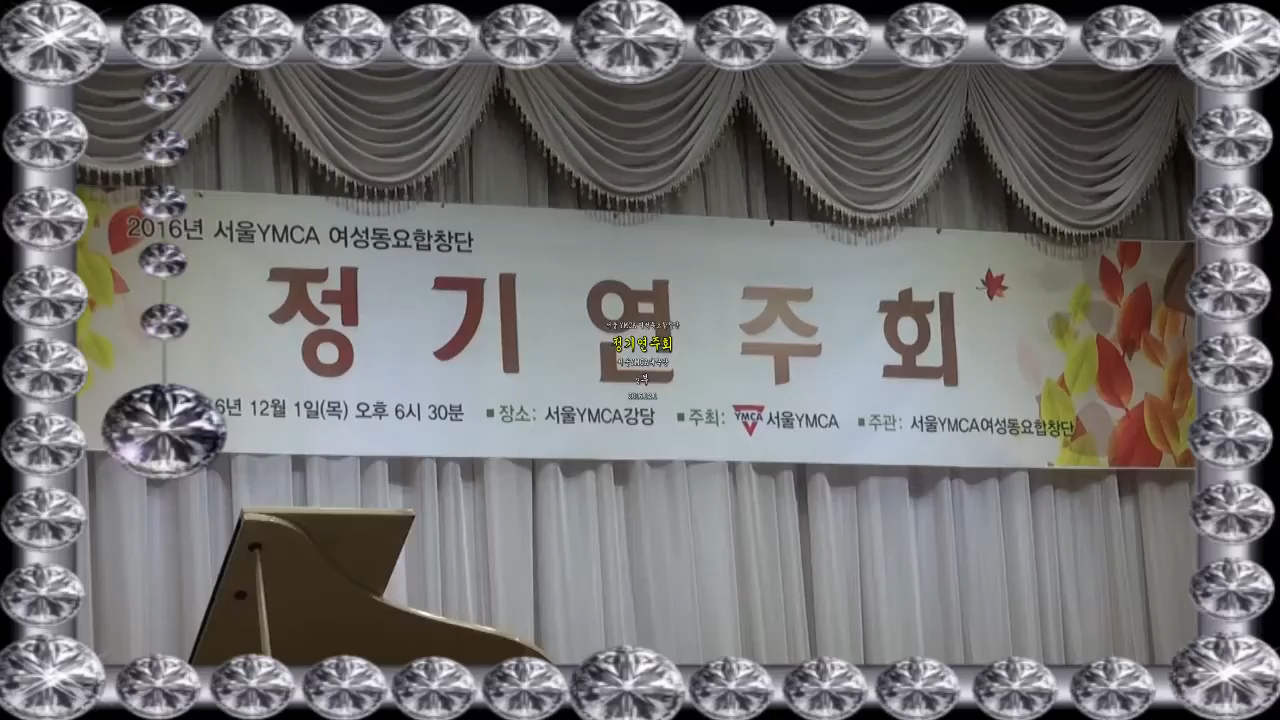 2016년 서울YMCA 여성동요합창단
정기연주회
6년 12월 1일(목) 오후 6시 30분 ■장소: 서울YMCA강당 ■주최: YMCA 서울YMCA ■주관: 서울YMCA여성동요합창단
정기연주회
2부